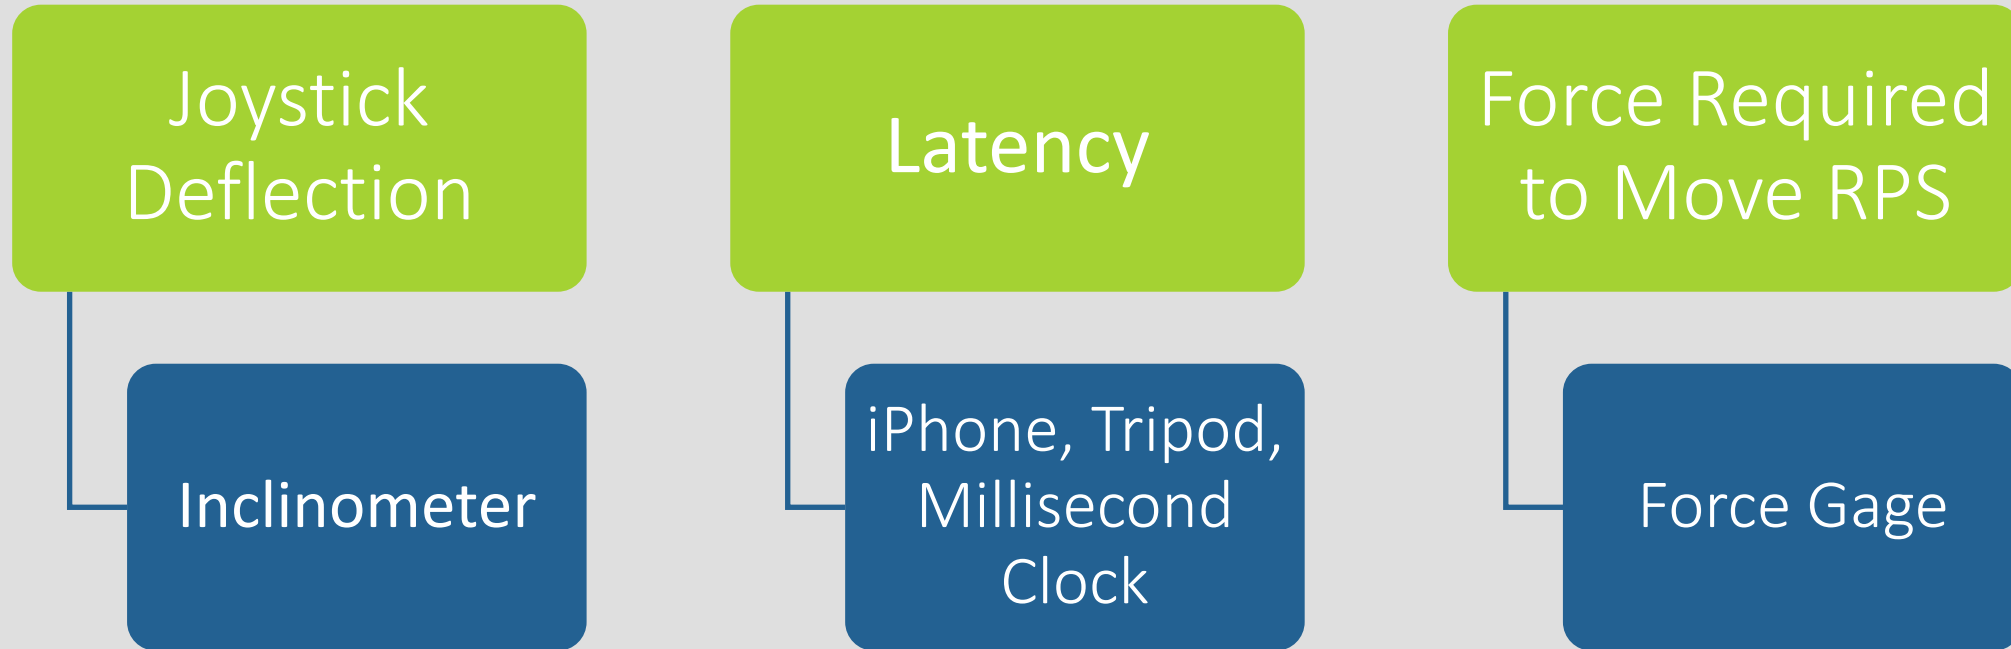 Joystick
Deflection
Inclinometer
Latency
iPhone, Tripod,
Millisecond
Clock
Force Required
to Move RPS
Force Gage